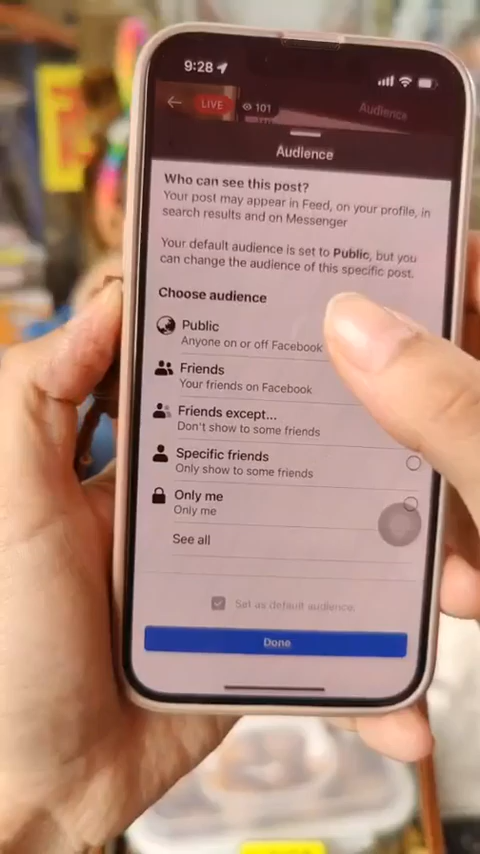 9:28
LIVE 101 Audience
Audience
Who can see this post?
Your post may appear in Feed, on your profile, in
search results and on Messenger
Your default audience is set to Public, but you
can change the audience of this specific post.
Choose audience
Public
Anyone on or off Facebook
Friends
Your friends on Facebook
Friends except...
Don't show to some friends
Specific friends
Only show to some friends
Only me
Only me
See all
Set as default audience.
Done